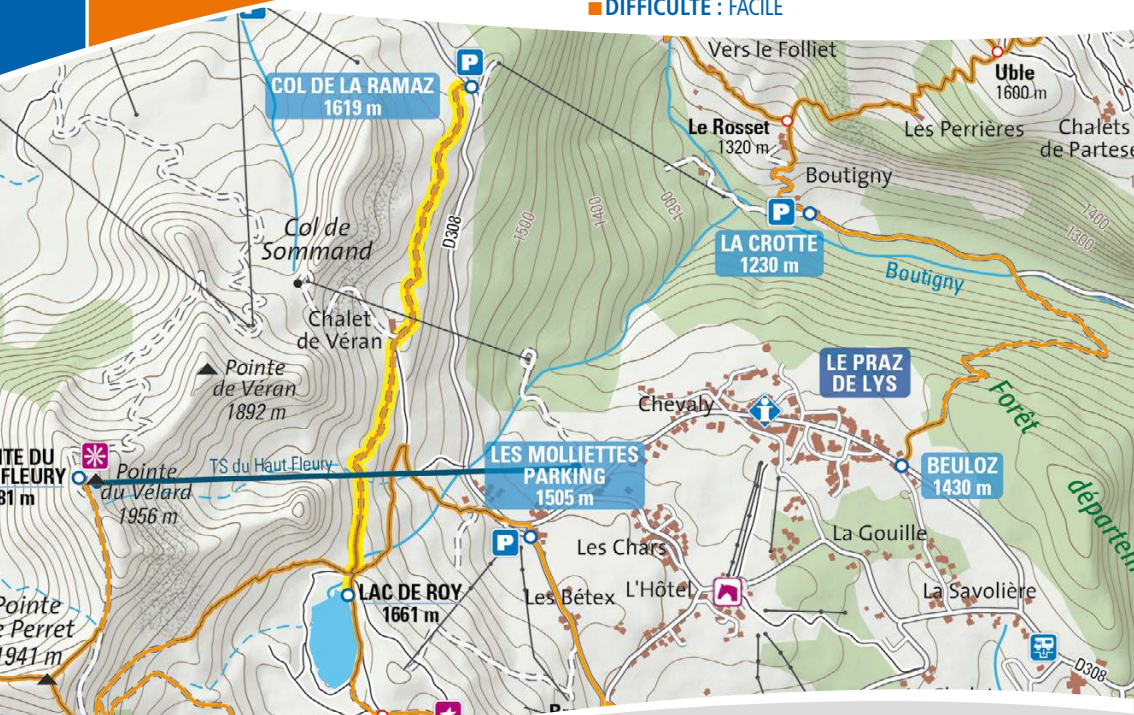 ■ DIFFICULTÉ : FACILE
P
P
COL DE LA RAMAZ
1619 m
Vers le Folliet
Uble
1600 m
Le Rosset
1320 m
Les Perrières
Chalets
de Partese
Boutigny
1500
1400
1300
1400
1300
D308
Col de
Sommand
P
LA CROTTE
1230 m
Boutigny
Chalet
de Véran
Pointe
de Véran
1892 m
LE PRAZ
DE LYS
Chevaly
Forêt
départem
NTE DU
FLEURY
81 m
Pointe
du Vélard
1956 m
TS du Haut-Fleury
LES MOLLIETTES
PARKING
1505 m
BEULOZ
1430 m
P
Les Chars
La Gouille
LAC DE ROY
1661 m
Les Bétex
L'Hôtel
La Savolière
Pointe
e Perret
1941 m
D308